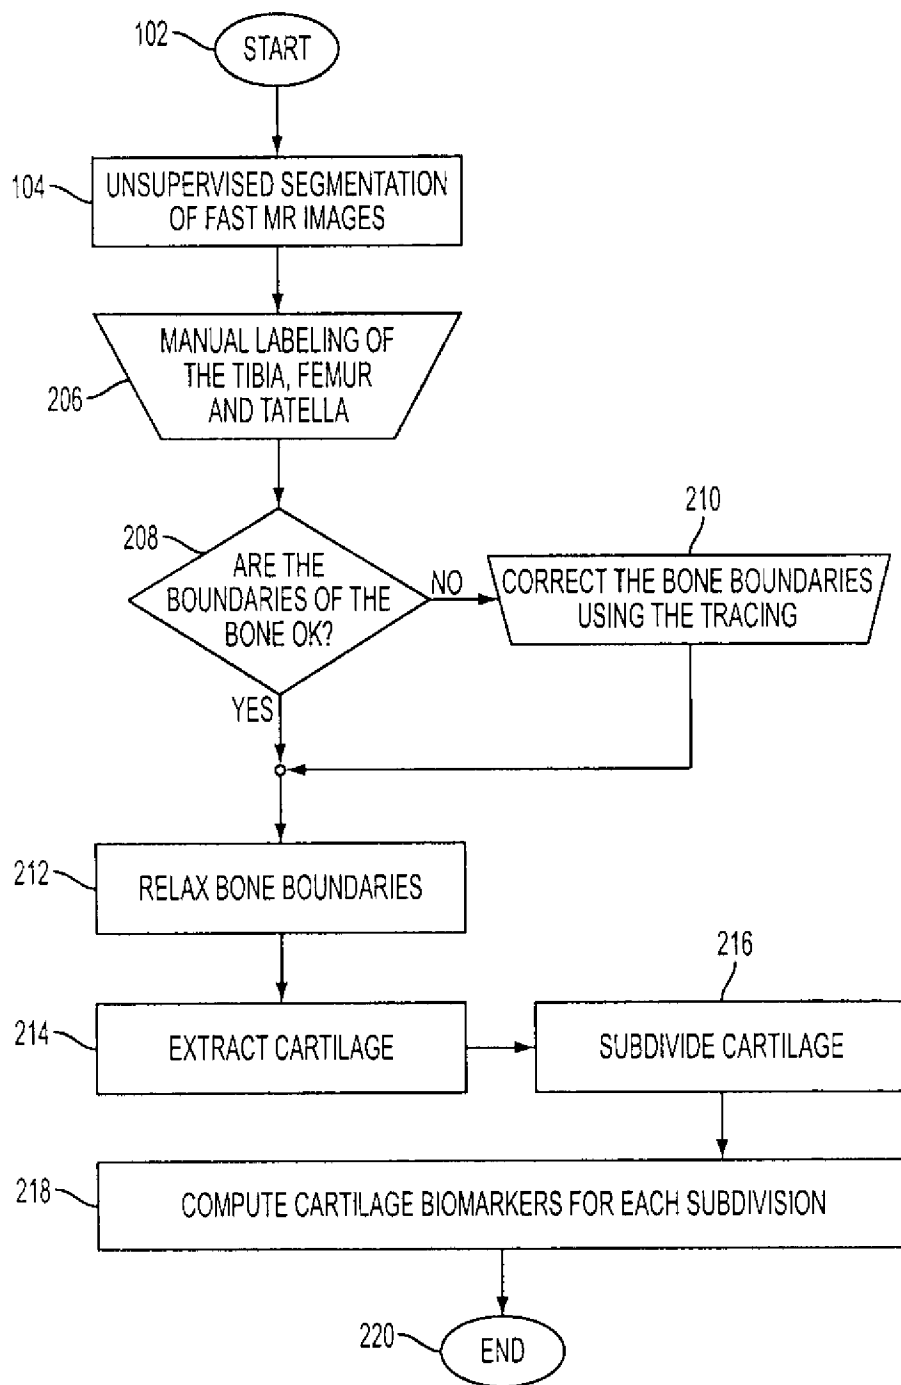 102
START
104
UNSUPERVISED SEGMENTATION
OF FAST MR IMAGES
206
MANUAL LABELING OF
THE TIBIA, FEMUR
AND TATELLA
208
ARE THE
BOUNDARIES OF THE
BONE OK?
NO
210
CORRECT THE BONE BOUNDARIES
USING THE TRACING
YES
212
RELAX BONE BOUNDARIES
214
EXTRACT CARTILAGE
216
SUBDIVIDE CARTILAGE
218
COMPUTE CARTILAGE BIOMARKERS FOR EACH SUBDIVISION
220
END